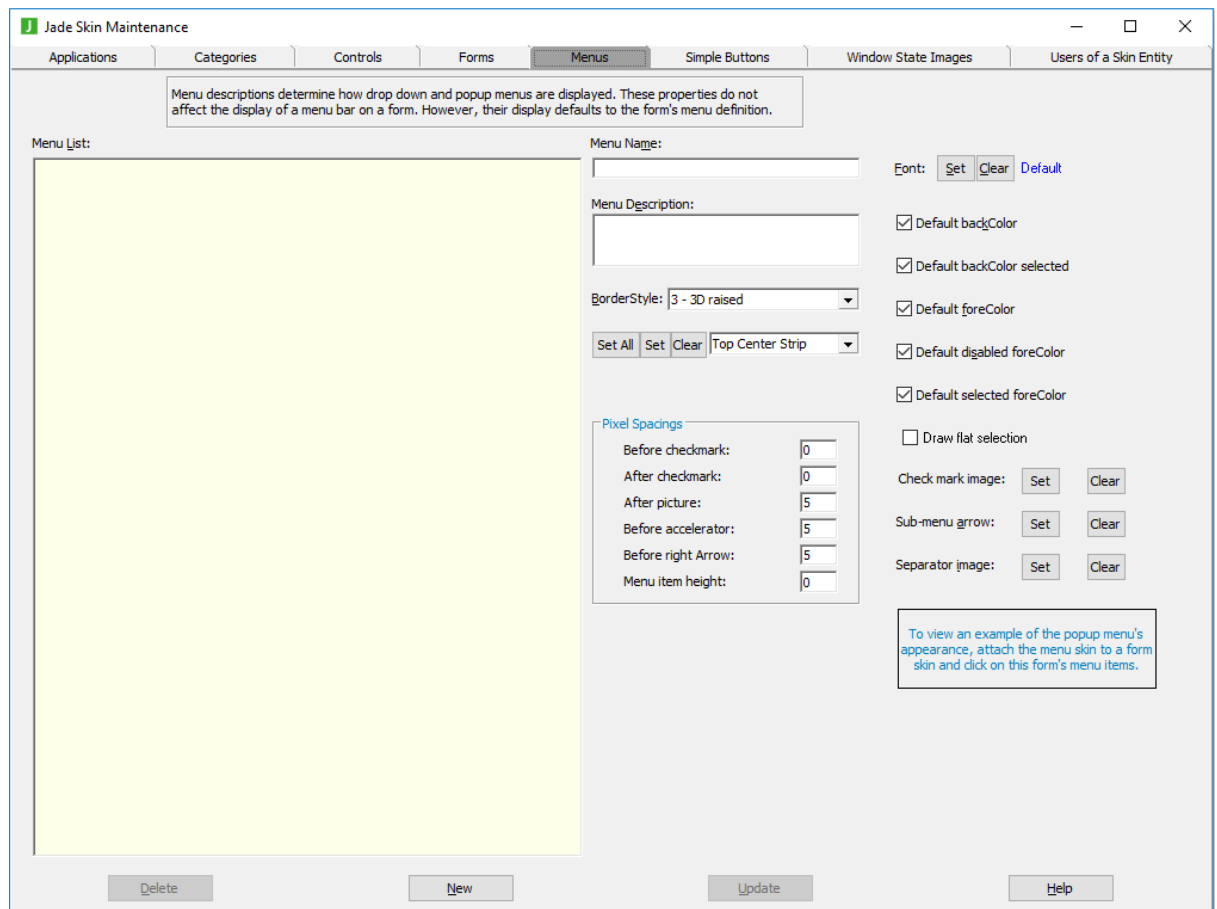 Jade Skin Maintenance
Applications
Categories
Controls
Forms
Menus
Simple Buttons
Window State Images
Users of a Skin Entity
Menu descriptions determine how drop down and popup menus are displayed. These properties do not
affect the display of a menu bar on a form. However, their display defaults to the form's menu definition.
Menu List:
Menu Name:
Font: Set Clear Default
Menu Description:
Default backColor
Default backColor selected
BorderStyle: 3 - 3D raised
Default foreColor
Set All Set Clear Top Center Strip
Default disabled foreColor
Default selected foreColor
Pixel Spacings
Before checkmark: 0
After checkmark: 0
After picture: 5
Before accelerator: 5
Before right Arrow: 5
Menu item height: 0
Draw flat selection
Check mark image: Set Clear
Sub-menu arrow: Set Clear
Separator image: Set Clear
To view an example of the popup menu's
appearance, attach the menu skin to a form
skin and click on this form's menu items.
Delete
New
Update
Help